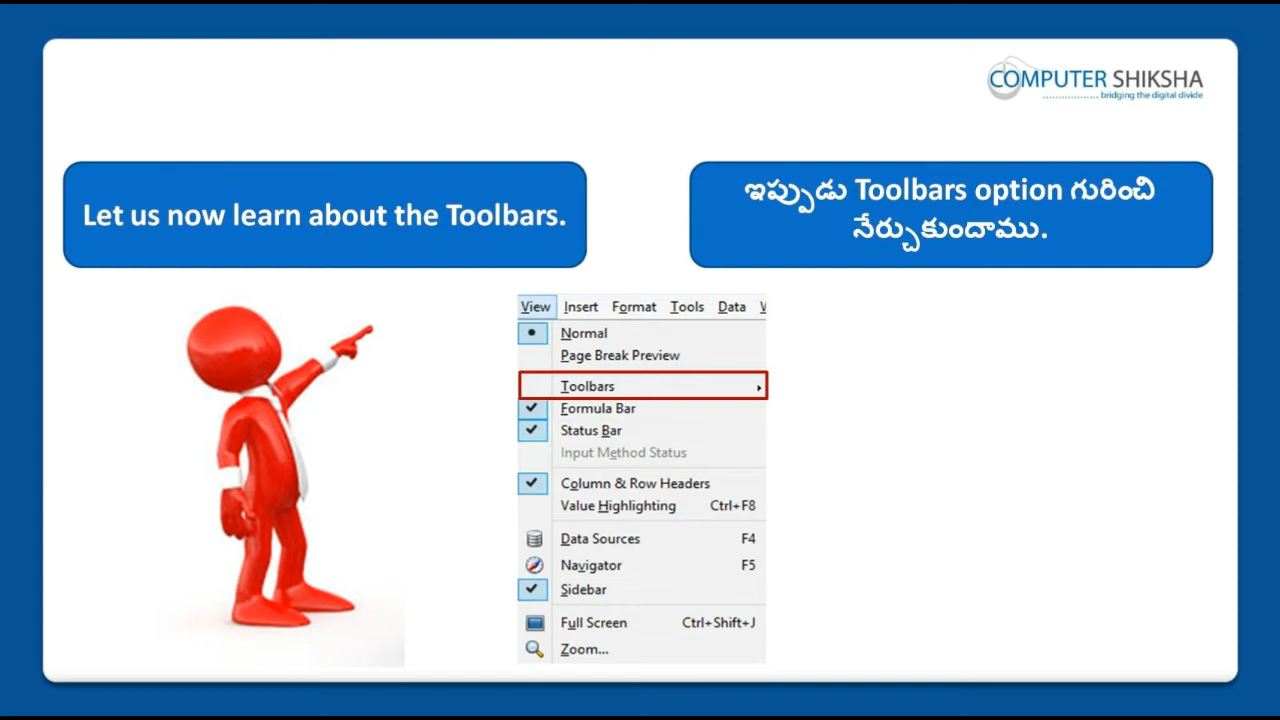 COMPUTER SHIKSHA
bridging the digital divide
Let us now learn about the Toolbars.
ఇప్పుడు Toolbars option గురించి
నేర్చుకుందాము.
View Insert Format Tools Data
Normal
Page Break Preview
Toolbars
Formula Bar
Status Bar
Input Method Status
Column & Row Headers
Value Highlighting Ctrl+F8
Data Sources F4
Navigator F5
Sidebar
Full Screen Ctrl+Shift+J
Zoom...